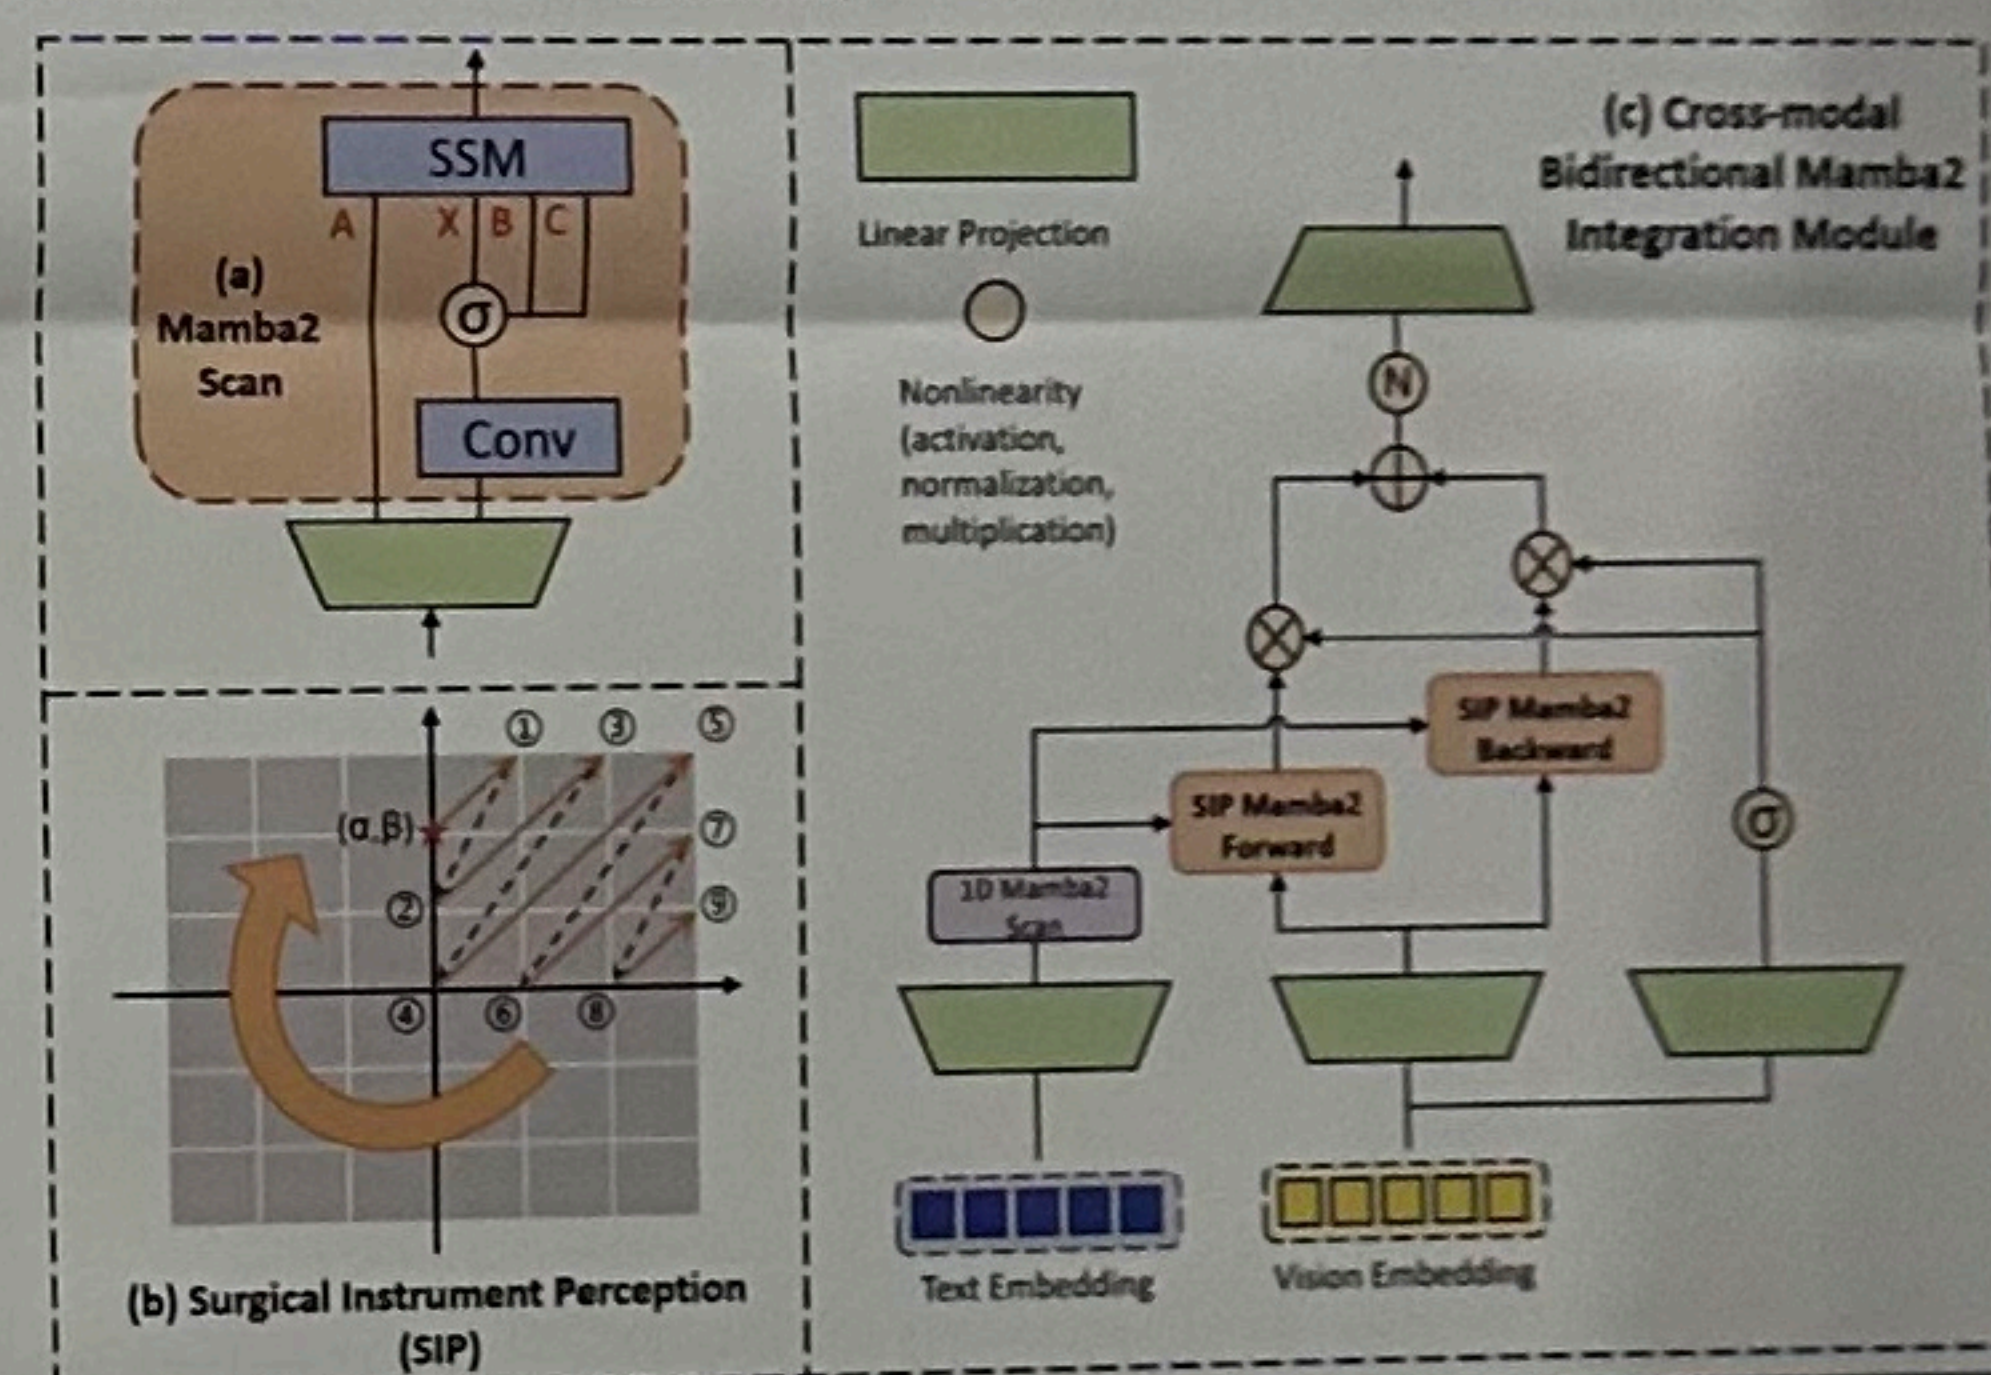 SSM
A
X
B
C
(a)
Mamba2
Scan
σ
Conv
(α,β)
①
③
⑤
⑦
②
⑨
④
⑥
⑧
(b) Surgical Instrument Perception
(SIP)
Linear Projection
Nonlinearity
(activation,
normalization,
multiplication)
(c) Cross-modal
Bidirectional Mamba2
Integration Module
N
SIP Mamba2
Backward
SIP Mamba2
Forward
σ
1D Mamba2
Scan
Text Embedding
Vision Embedding